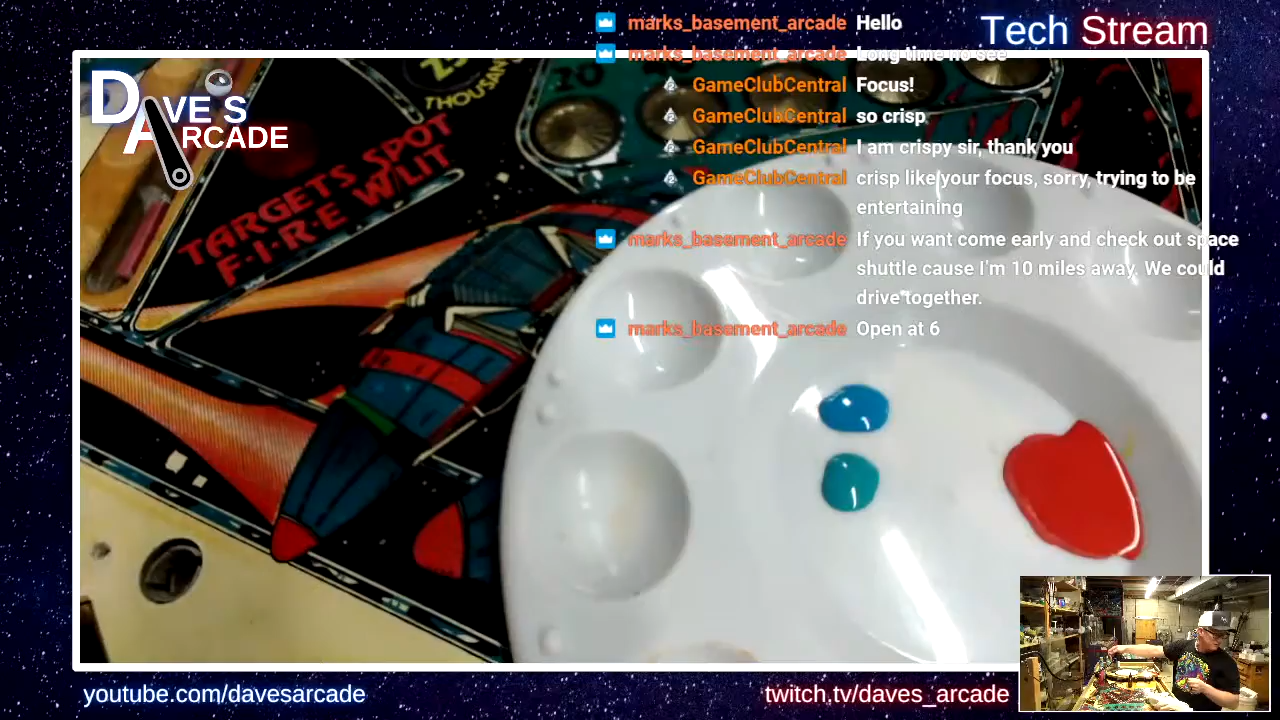 marks_basement_arcade Hello
Tech Stream
marks_basement_arcade Long time no see
GameClubCentral Focus!
GameClubCentral so crisp
GameClubCentral I am crispy sir, thank you
GameClubCentral crisp like your focus, sorry, trying to be
entertaining
marks_basement_arcade If you want come early and check out space
shuttle cause I'm 10 miles away. We could
drive together.
marks_basement_arcade Open at 6
DAVE'S
ARCADE
25
THOUSAND
TARGETS SPOT
F·I·R·E W/LIT
youtube.com/davesarcade
twitch.tv/daves_arcade